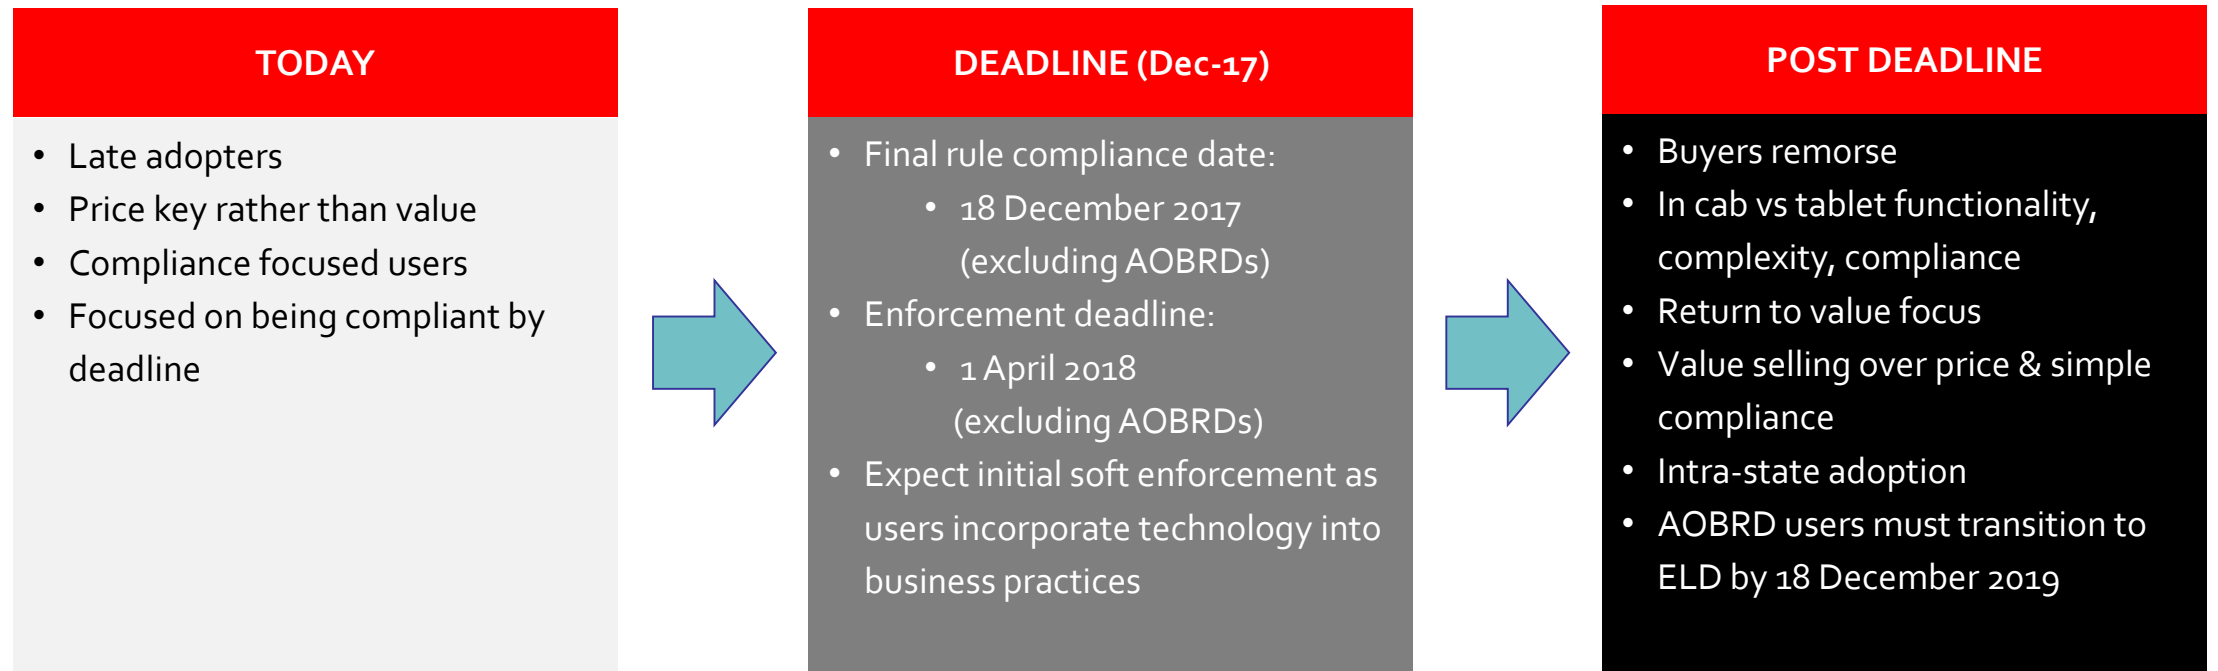 TODAY
• Late adopters
• Price key rather than value
• Compliance focused users
• Focused on being compliant by
deadline
DEADLINE (Dec-17)
• Final rule compliance date:
• 18 December 2017
(excluding AOBRDs)
• Enforcement deadline:
• 1 April 2018
(excluding AOBRDs)
• Expect initial soft enforcement as
users incorporate technology into
business practices
POST DEADLINE
• Buyers remorse
• In cab vs tablet functionality,
complexity, compliance
• Return to value focus
• Value selling over price & simple
compliance
• Intra-state adoption
• AOBRD users must transition to
ELD by 18 December 2019